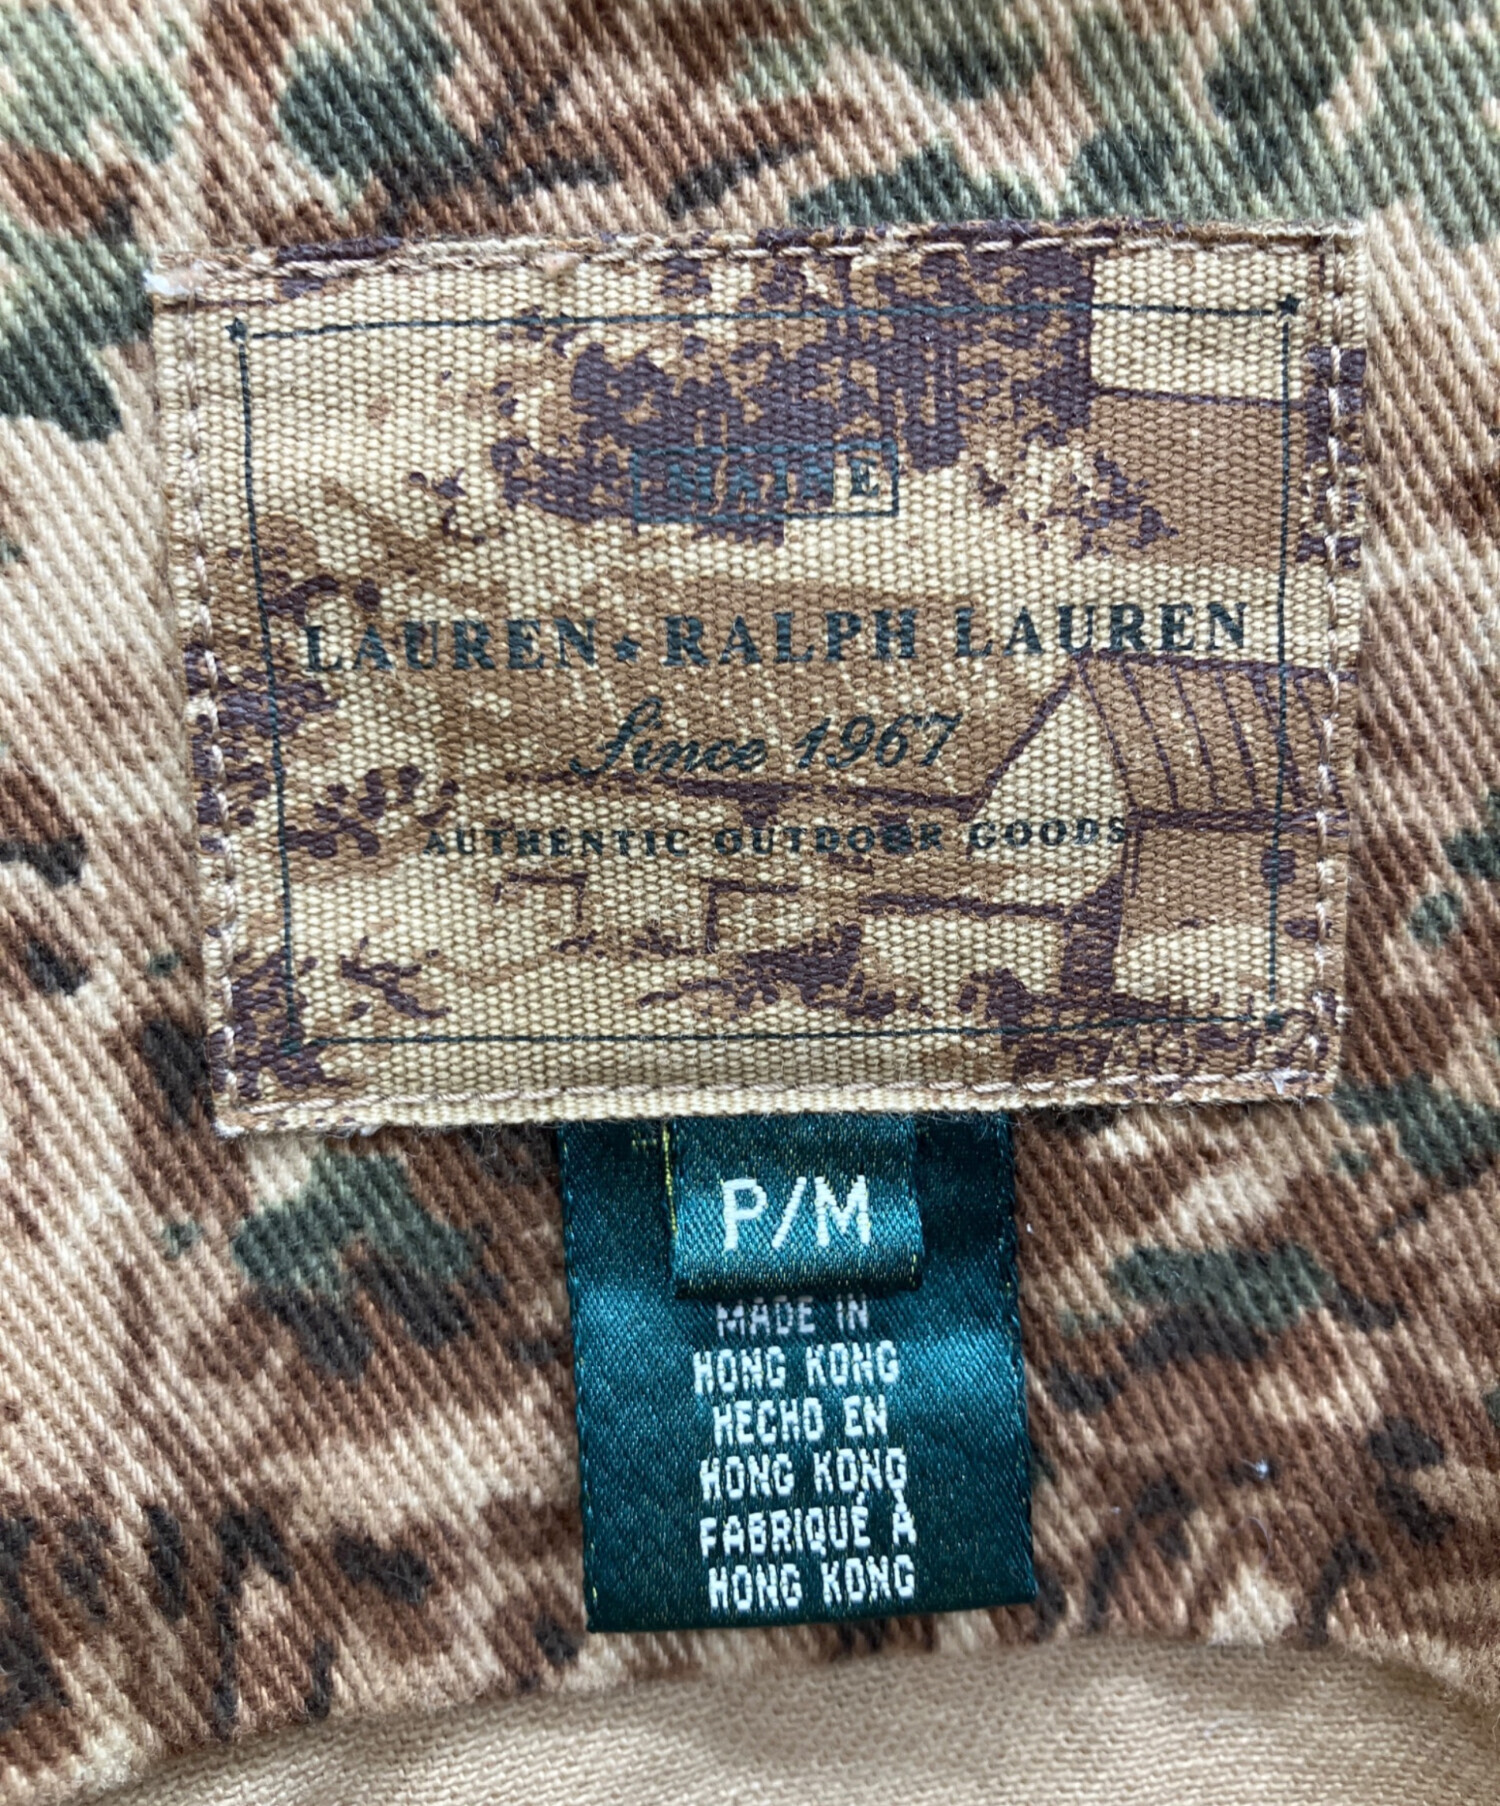 MAINE
LAUREN★RALPH LAUREN
Since 1967
AUTHENTIC OUTDOOR GOODS
P/M
MADE IN
HONG KONG
HECHO EN
HONG KONG
FABRIQUÉ À
HONG KONG